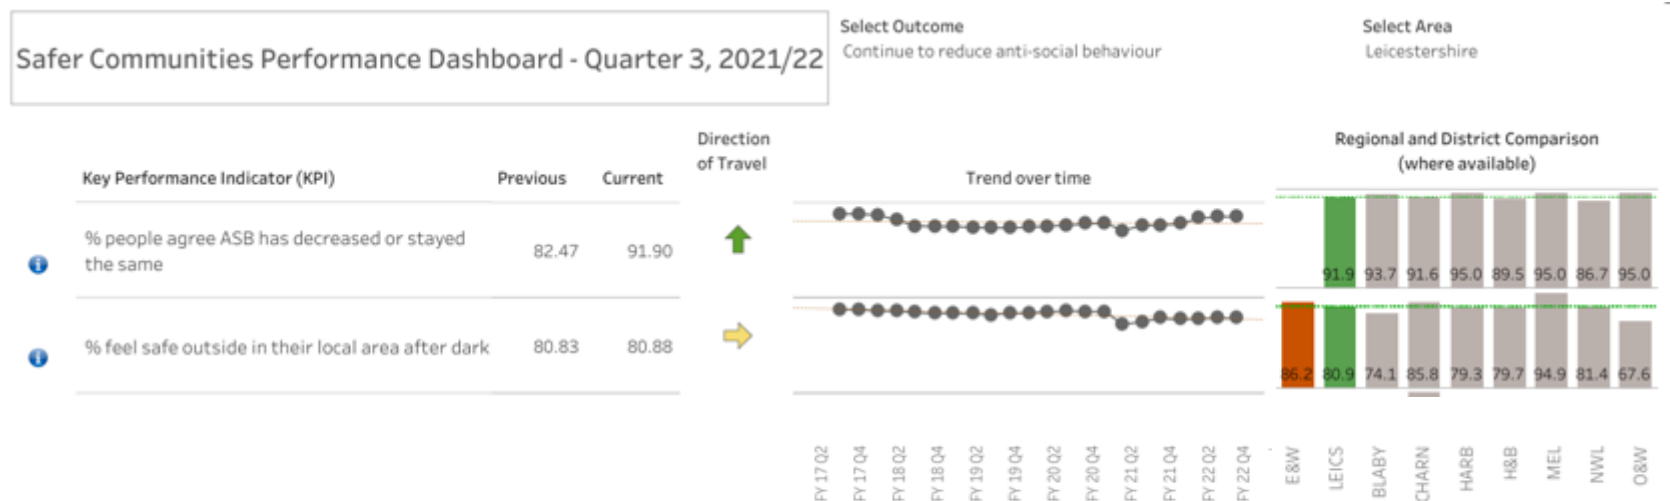 Safer Communities Performance Dashboard - Quarter 3, 2021/22
Select Outcome
Continue to reduce anti-social behaviour
Select Area
Leicestershire
Key Performance Indicator (KPI)
Previous
Current
Direction
of Travel
Trend over time
Regional and District Comparison
(where available)
% people agree ASB has decreased or stayed
the same
82.47
91.90
91.9 93.7 91.6 95.0 89.5 95.0 86.7 95.0
% feel safe outside in their local area after dark
80.83
80.88
86.2 80.9 74.1 85.8 79.3 79.7 94.9 81.4 67.6
FY 17 Q2
FY 17 Q4
FY 18 Q2
FY 18 Q4
FY 19 Q2
FY 19 Q4
FY 20 Q2
FY 20 Q4
FY 21 Q2
FY 21 Q4
FY 22 Q2
FY 22 Q4
E&W
LEICS
BLABY
CHARN
HARB
H&B
MEL
NWL
O&W